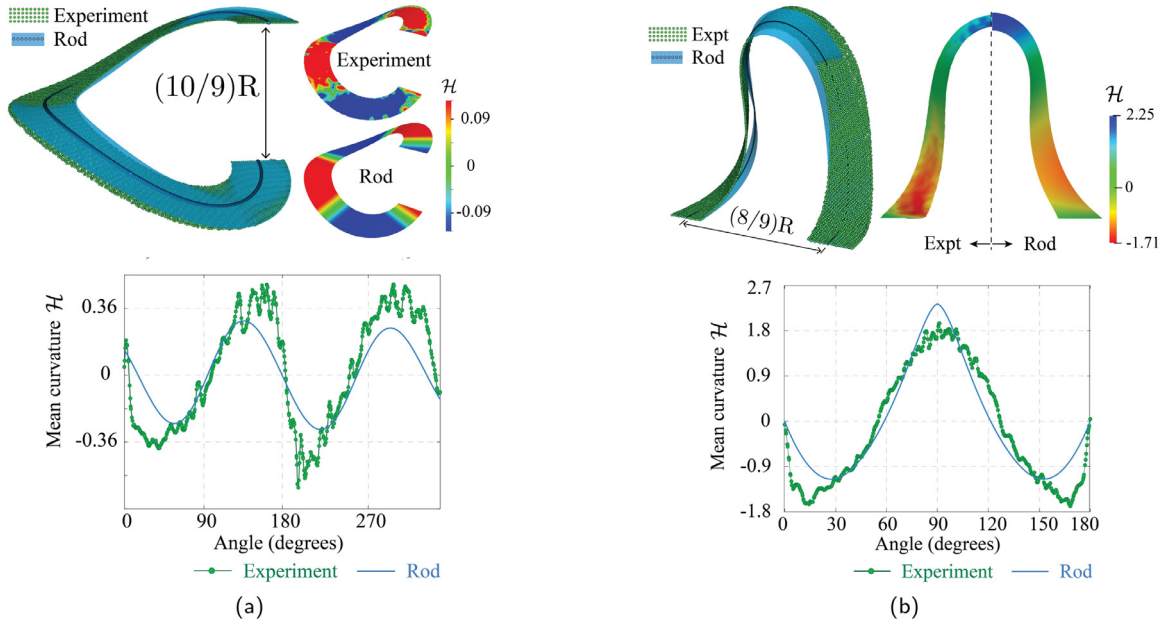 Experiment
Rod
(10/9)R
Experiment
Rod
ℋ
0.09
0
-0.09
Mean curvature ℋ
0.36
0
-0.36
0
90
180
270
Angle (degrees)
Experiment
Rod
(a)
Expt
Rod
(8/9)R
Expt
Rod
ℋ
2.25
0
-1.71
Mean curvature ℋ
2.7
1.8
0.9
0
-0.9
-1.8
0
30
60
90
120
150
180
Angle (degrees)
Experiment
Rod
(b)